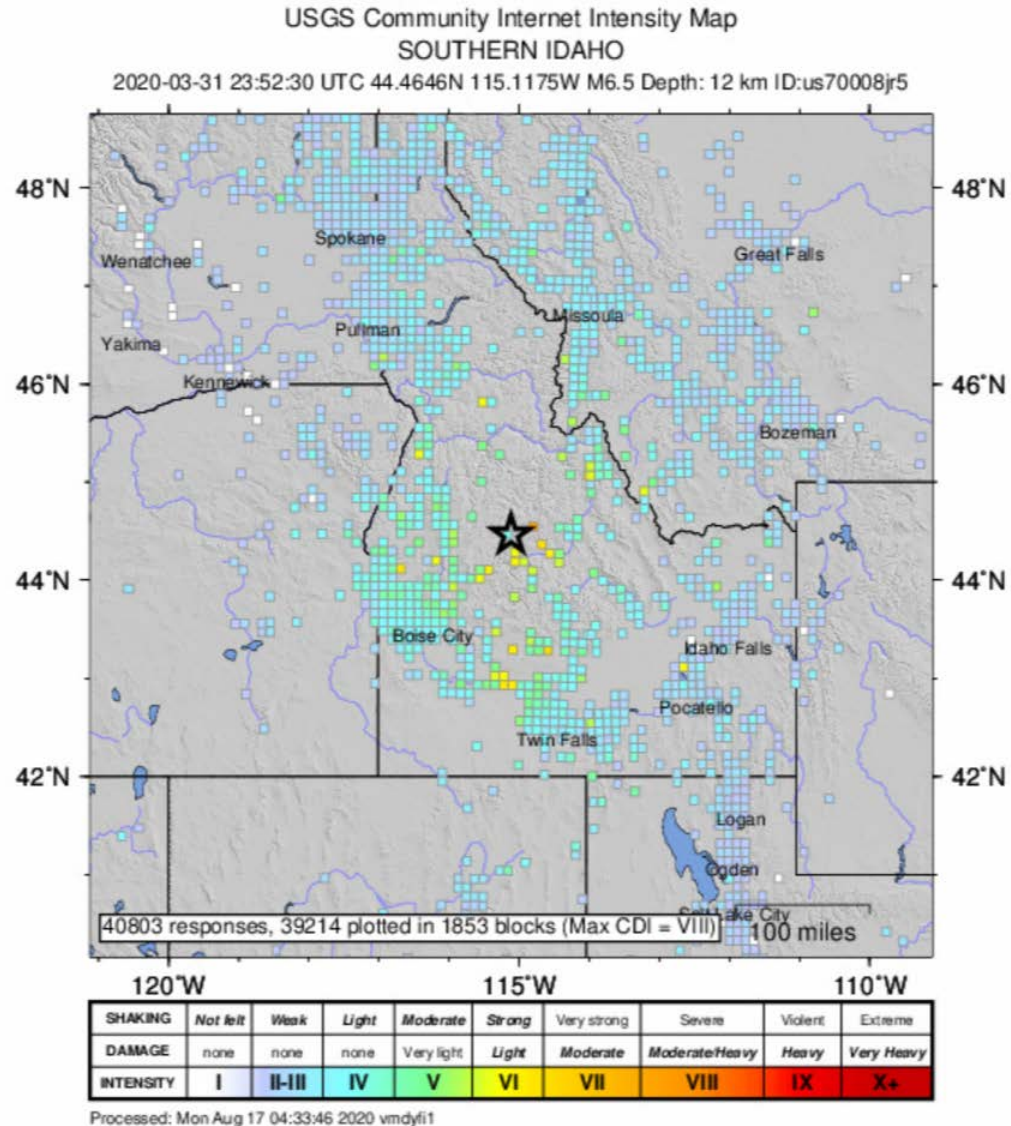 USGS Community Internet Intensity Map
SOUTHERN IDAHO
2020-03-31 23:52:30 UTC 44.4646N 115.1175W M6.5 Depth: 12 km ID:us70008jr5
48°N 48°N
Spokane
Great Falls
Wenatchee
Missoula
Pullman
Yakima
Kennewick
46°N 46°N
Bozeman
44°N 44°N
Boise City
Idaho Falls
Pocatello
Twin Falls
42°N 42°N
Logan
Ogden
Salt Lake City
40803 responses, 39214 plotted in 1853 blocks (Max CDI = VIII)
100 miles
120°W 115°W 110°W
SHAKING Not felt Weak Light Moderate Strong Very strong Severe Violent Extreme
DAMAGE none none none Very light Light Moderate Moderate/Heavy Heavy Very Heavy
INTENSITY I II-III IV V VI VII VIII IX X+
Processed: Mon Aug 17 04:33:46 2020 vmdyfi1